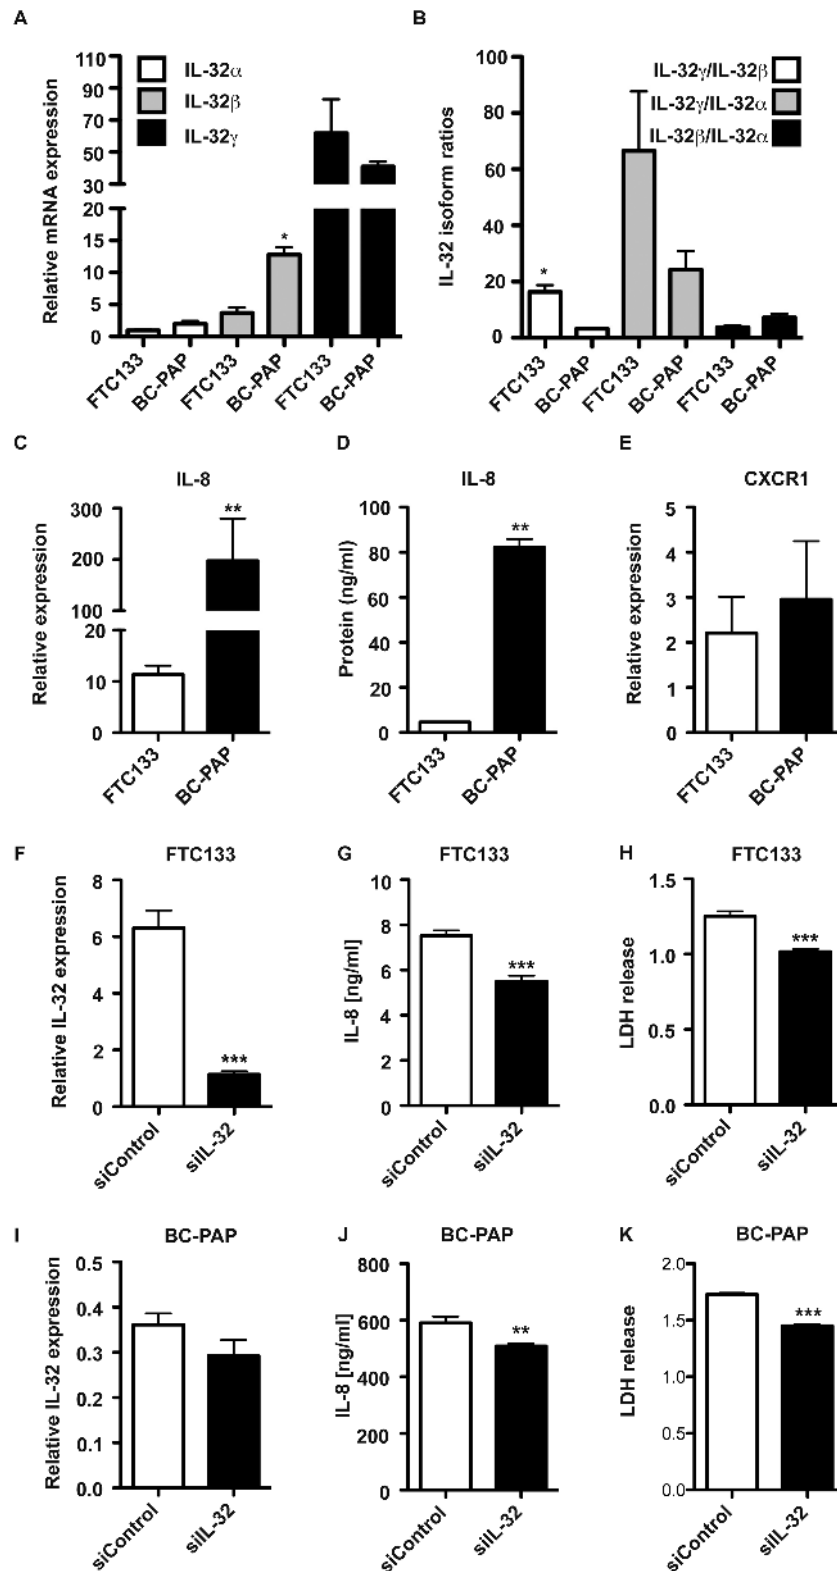 A
Relative mRNA expression
110
90
70
50
30
20
15
10
5
0
IL-32α
IL-32β
IL-32γ
*
FTC133
BC-PAP
FTC133
BC-PAP
FTC133
BC-PAP
B
IL-32 isoform ratios
100
80
60
40
20
0
IL-32γ/IL-32β
IL-32γ/IL-32α
IL-32β/IL-32α
*
FTC133
BC-PAP
FTC133
BC-PAP
FTC133
BC-PAP
C
IL-8
Relative expression
300
200
100
20
10
0
**
FTC133
BC-PAP
D
IL-8
Protein (ng/ml)
100
80
60
40
20
0
**
FTC133
BC-PAP
E
CXCR1
Relative expression
5
4
3
2
1
0
FTC133
BC-PAP
F
FTC133
Relative IL-32 expression
8
6
4
2
0
***
siControl
siIL-32
G
FTC133
IL-8 [ng/ml]
10
8
6
4
2
0
***
siControl
siIL-32
H
FTC133
LDH release
1.5
1.0
0.5
0.0
***
siControl
siIL-32
I
BC-PAP
Relative IL-32 expression
0.5
0.4
0.3
0.2
0.1
0.0
siControl
siIL-32
J
BC-PAP
IL-8 [ng/ml]
800
600
400
200
0
**
siControl
siIL-32
K
BC-PAP
LDH release
2.0
1.5
1.0
0.5
0.0
***
siControl
siIL-32